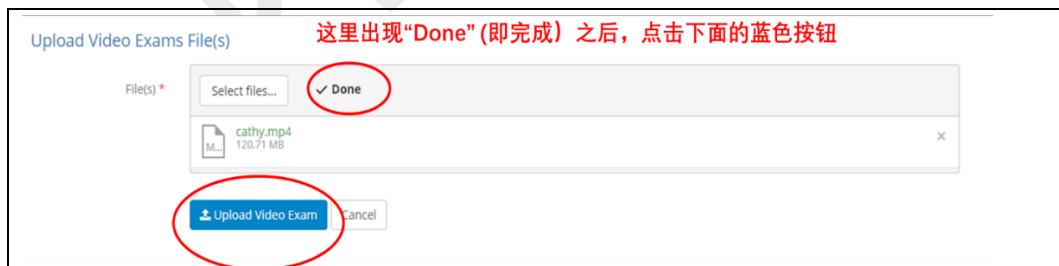 Upload Video Exams File(s)
这里出现“Done” (即完成）之后，点击下面的蓝色按钮
File(s) *
Select files...
✓ Done
cathy.mp4
M...
120.71 MB
×
Upload Video Exam
Cancel